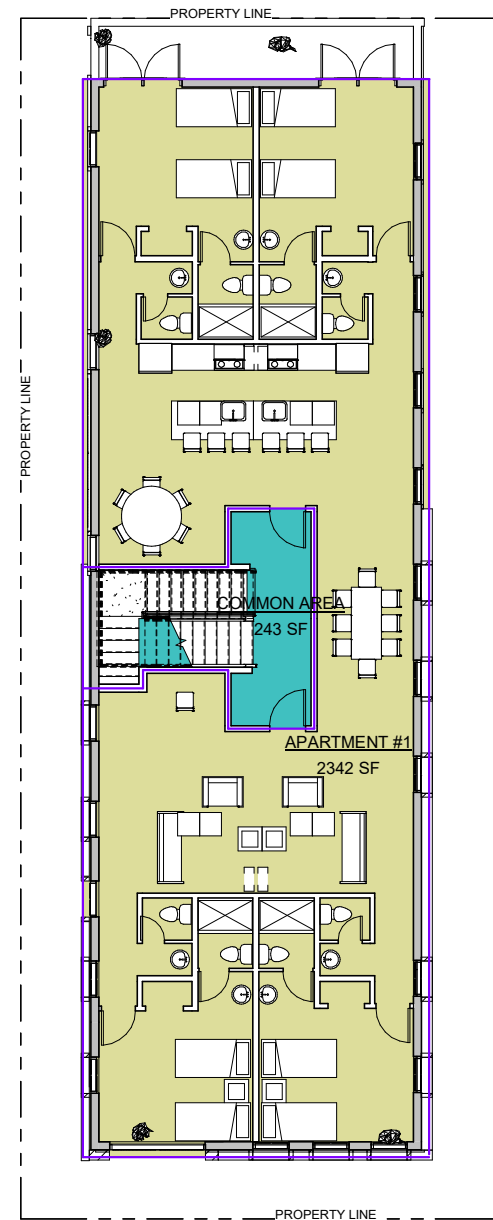 PROPERTY LINE
PROPERTY LINE
COMMON AREA
243 SF
APARTMENT #1
2342 SF
PROPERTY LINE